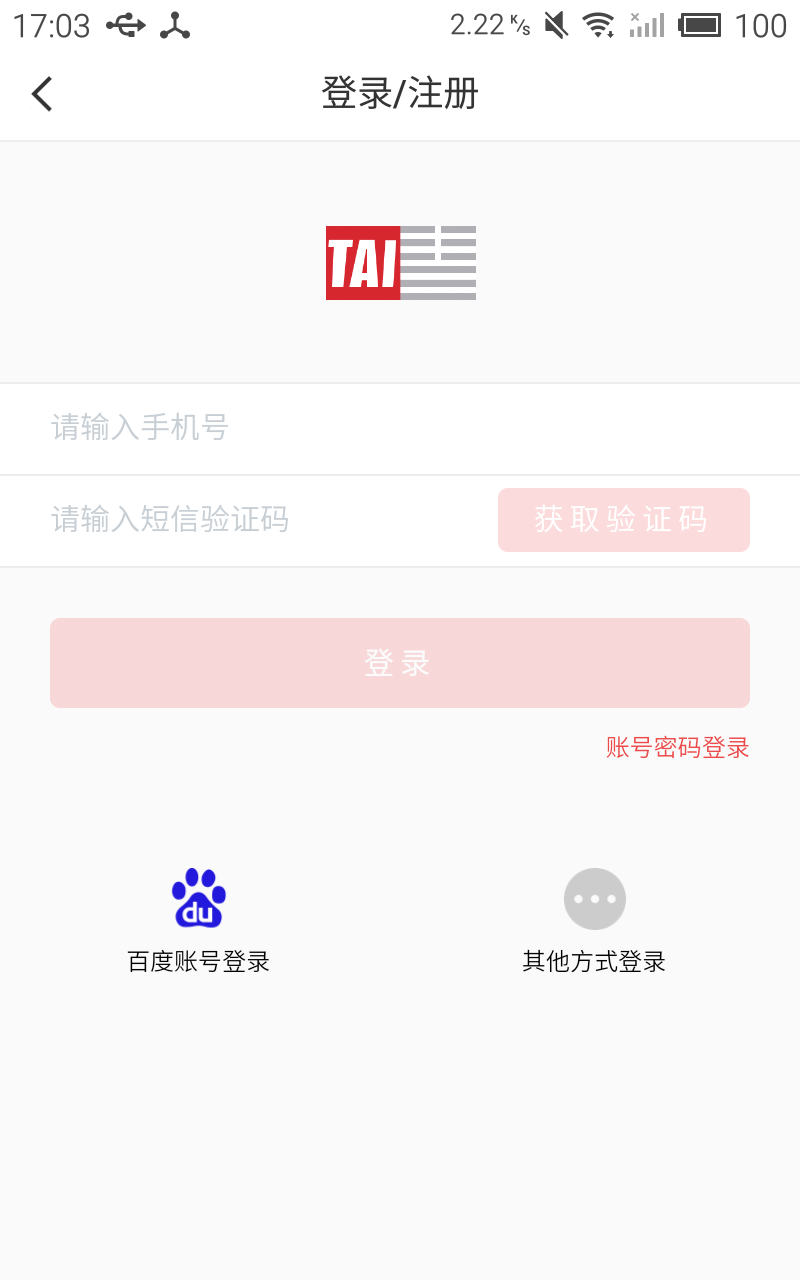 17:03 2.22 K/s 100
登录/注册
TAI
请输入手机号
请输入短信验证码 获取验证码
登录
账号密码登录
du
百度账号登录 其他方式登录